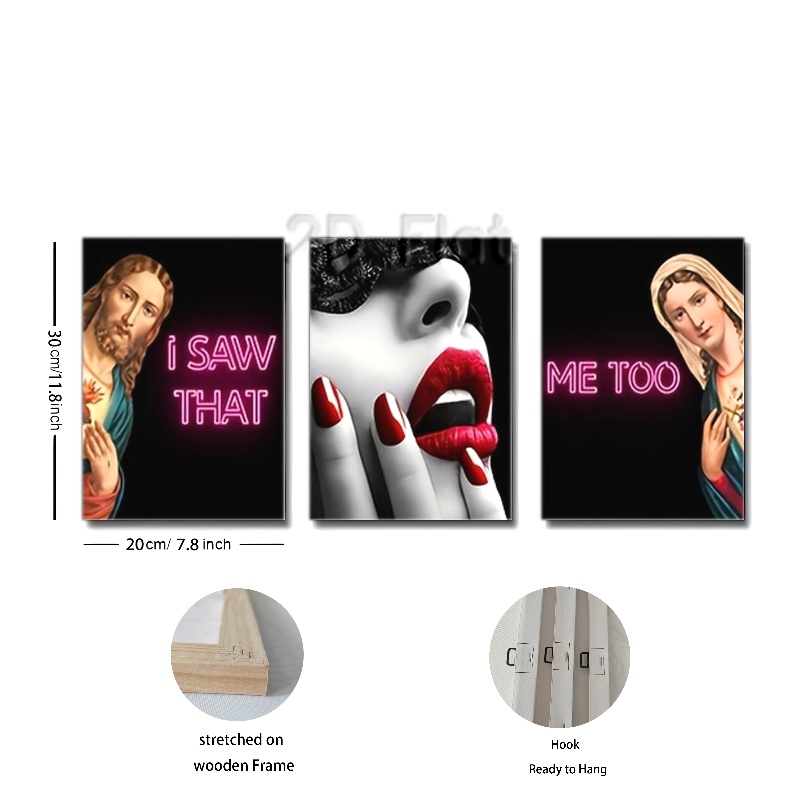 2D Flat
i SAW
THAT
ME TOO
30cm/11.8inch
20cm/ 7.8 inch
stretched on
wooden Frame
Hook
Ready to Hang